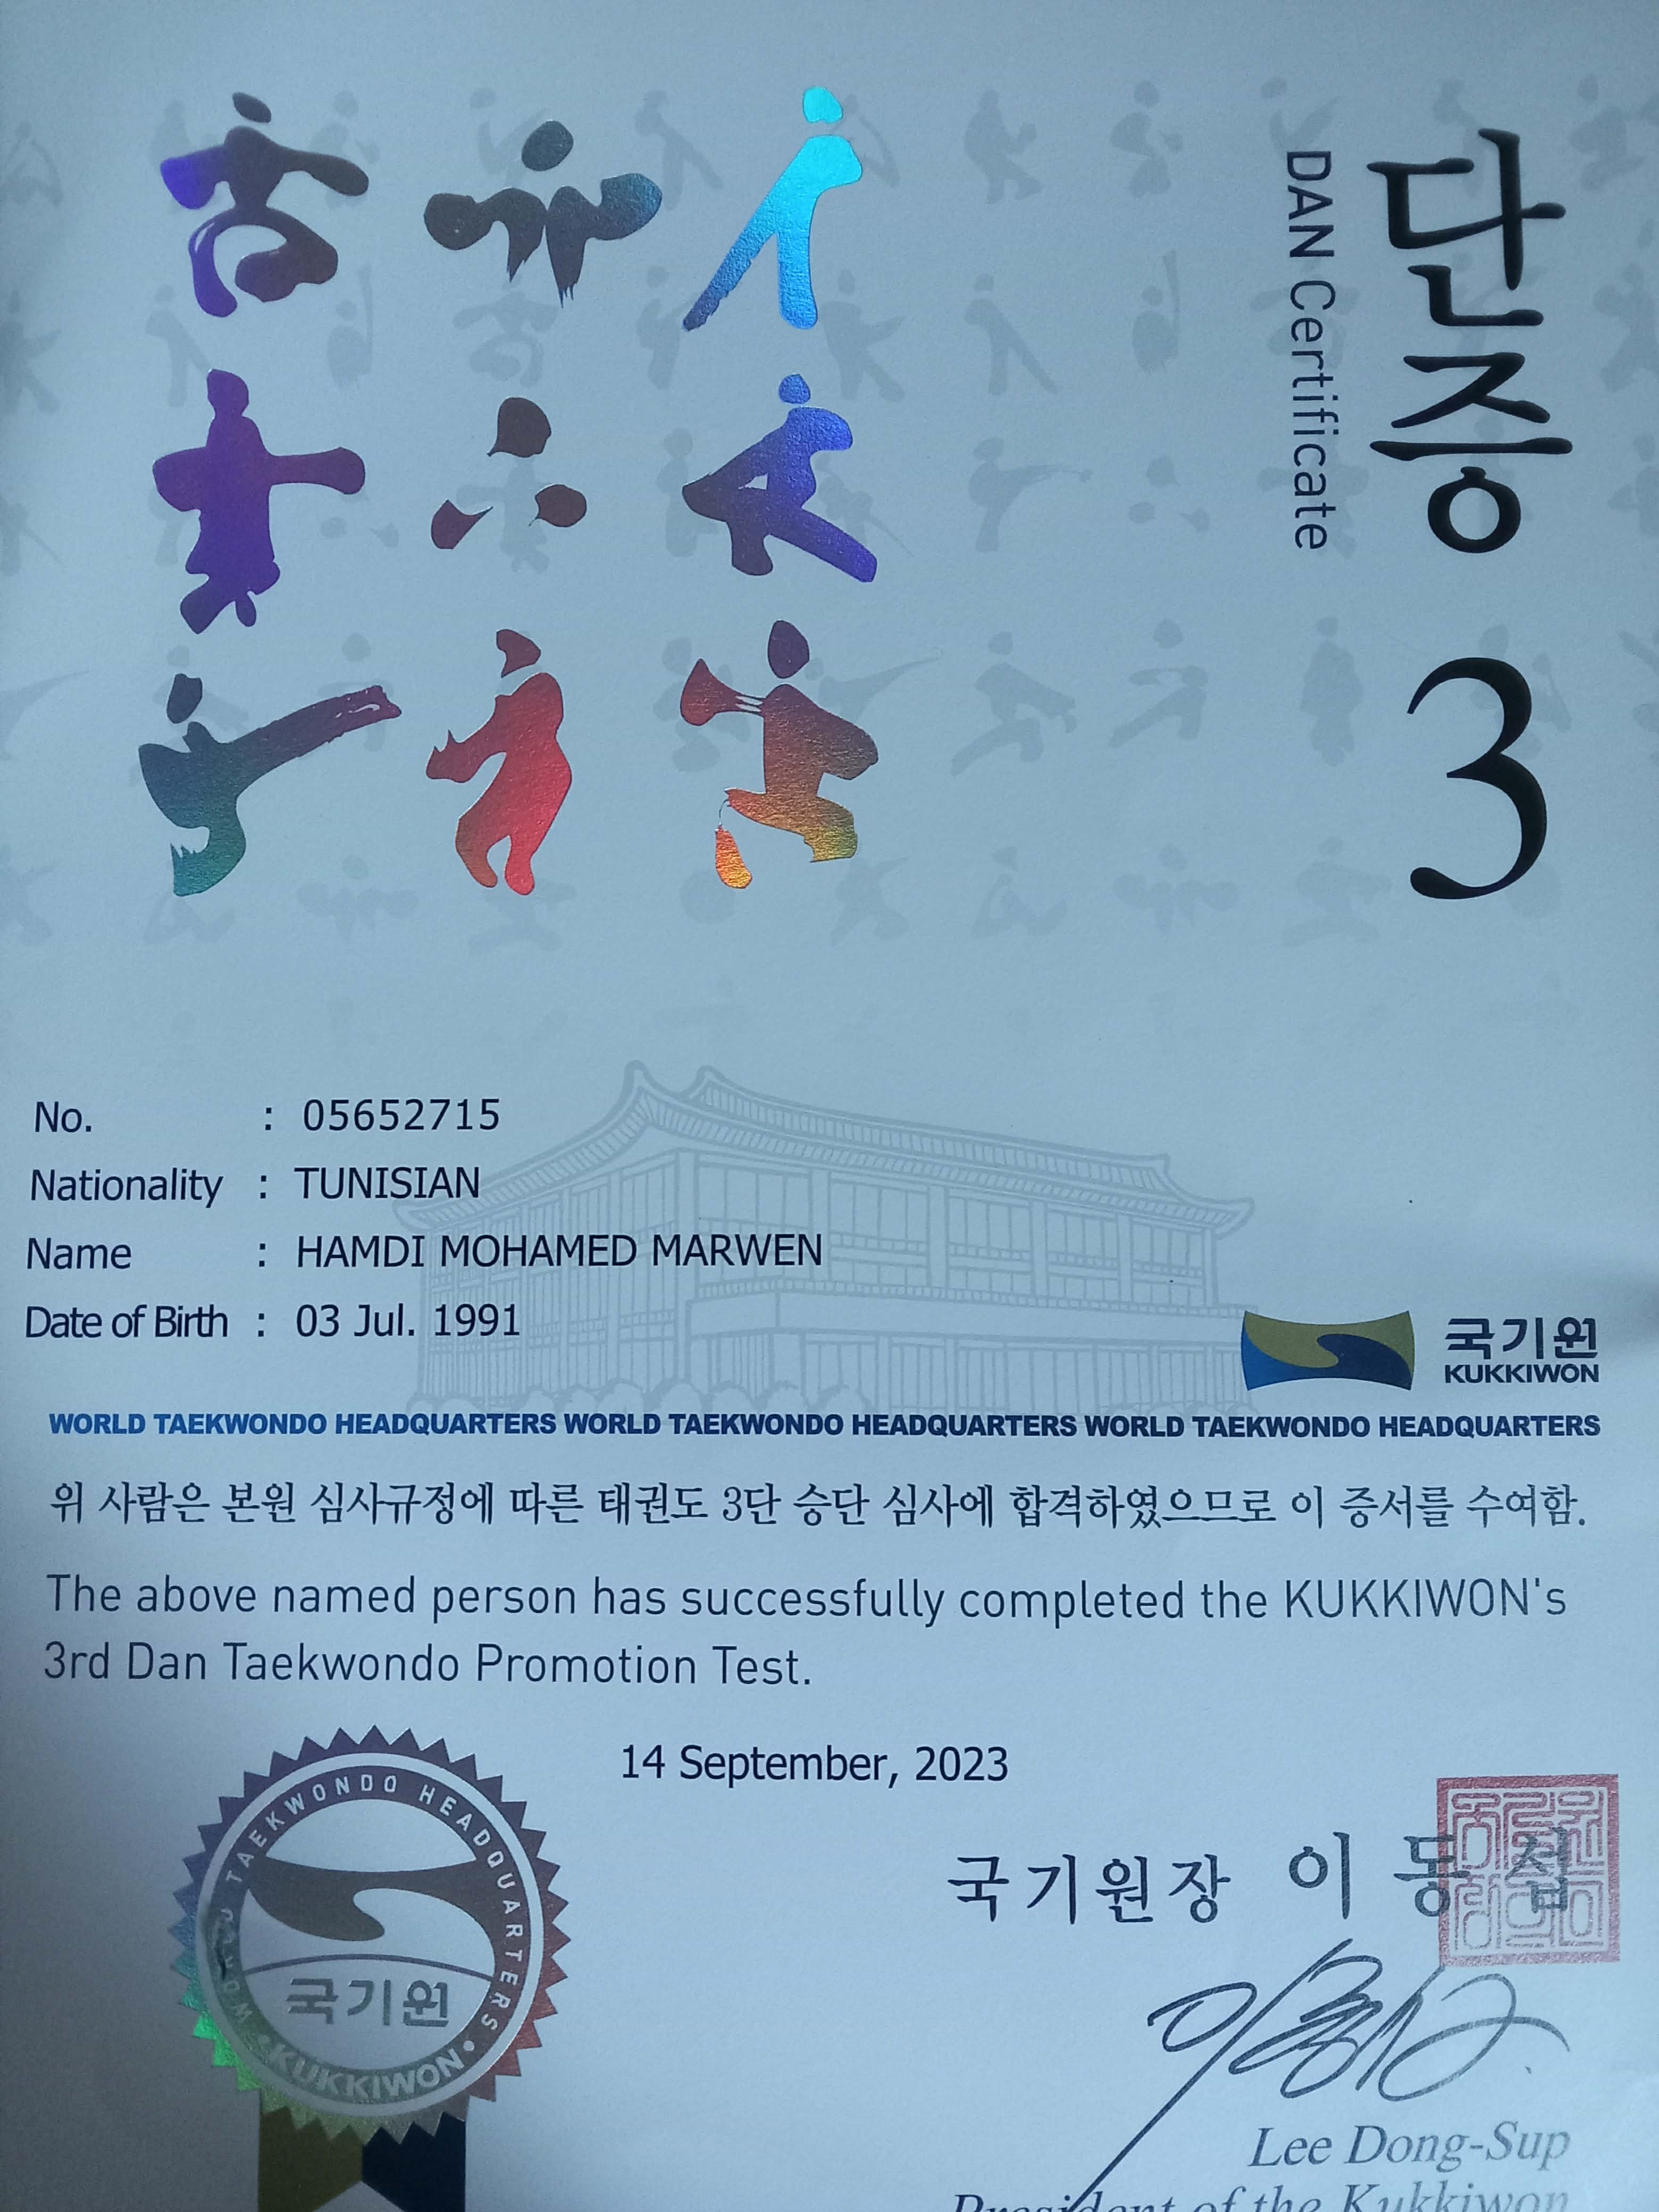 단증 3
DAN Certificate
No. : 05652715
Nationality : TUNISIAN
Name : HAMDI MOHAMED MARWEN
Date of Birth : 03 Jul. 1991
국기원
KUKKIWON
WORLD TAEKWONDO HEADQUARTERS WORLD TAEKWONDO HEADQUARTERS WORLD TAEKWONDO HEADQUARTERS
위 사람은 본원 심사규정에 따른 태권도 3단 승단 심사에 합격하였으므로 이 증서를 수여함.
The above named person has successfully completed the KUKKIWON's
3rd Dan Taekwondo Promotion Test.
14 September, 2023
WORLD TAEKWONDO HEADQUARTERS
국기원
• KUKKIWON •
국기원장 이동섭
Lee Dong-Sup
President of the Kukkiwon